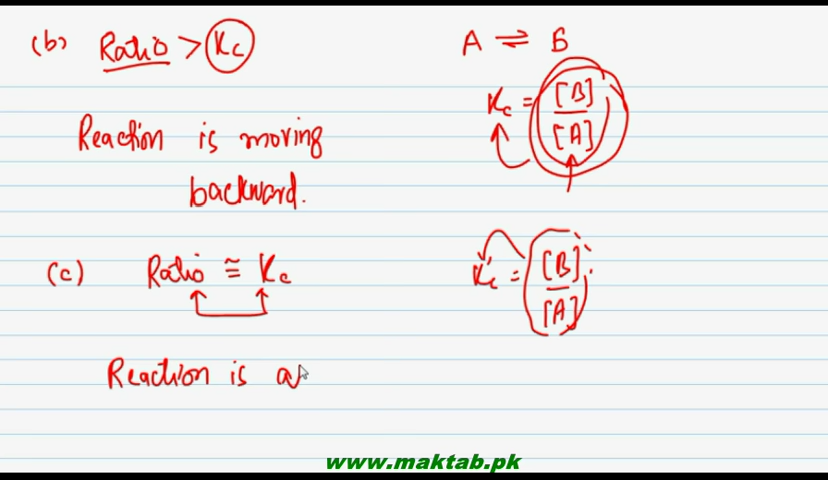 (b) Ratio > Kc
A ⇌ B
Kc = [B]/[A]
Reaction is moving
backward.
(c) Ratio ≅ Kc
Kc = [B]/[A]
Reaction is a
www.maktab.pk